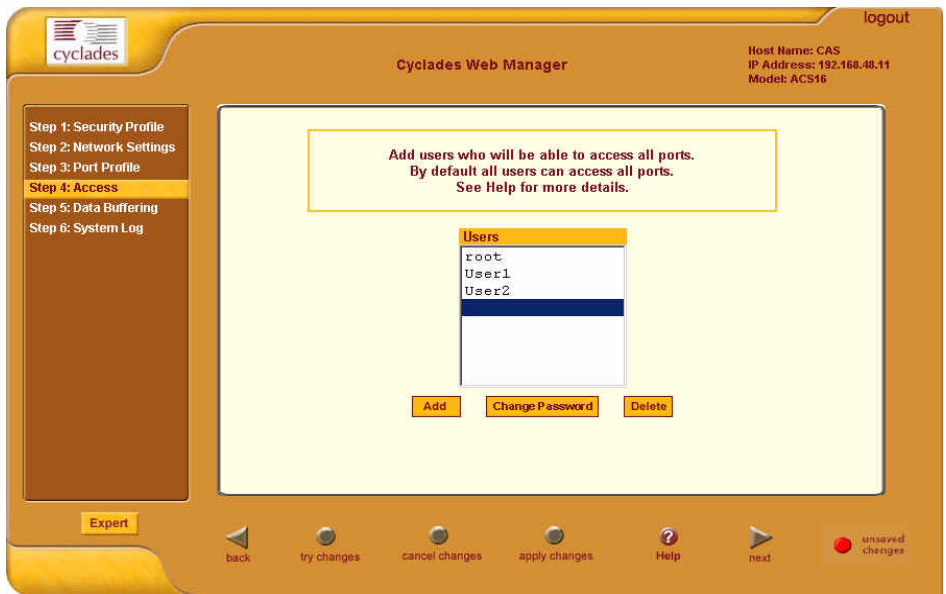 logout
cyclades
Cyclades Web Manager
Host Name: CAS
IP Address: 192.168.48.11
Model: ACS16
Step 1: Security Profile
Step 2: Network Settings
Step 3: Port Profile
Step 4: Access
Step 5: Data Buffering
Step 6: System Log
Add users who will be able to access all ports.
By default all users can access all ports.
See Help for more details.
Users
root
User1
User2
Add
Change Password
Delete
Expert
back
try changes
cancel changes
apply changes
?
Help
next
unsaved
changes